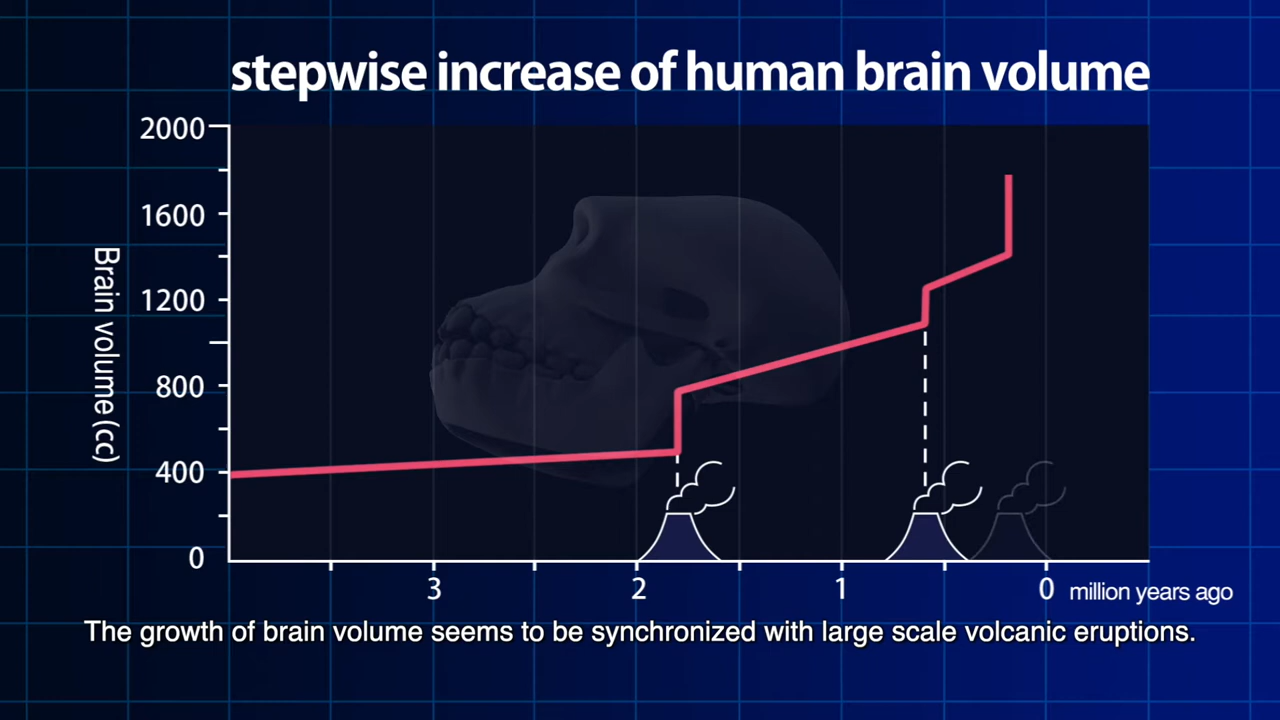 stepwise increase of human brain volume
2000
1600
1200
800
400
0
Brain volume (cc)
3 2 1 0 million years ago
The growth of brain volume seems to be synchronized with large scale volcanic eruptions.